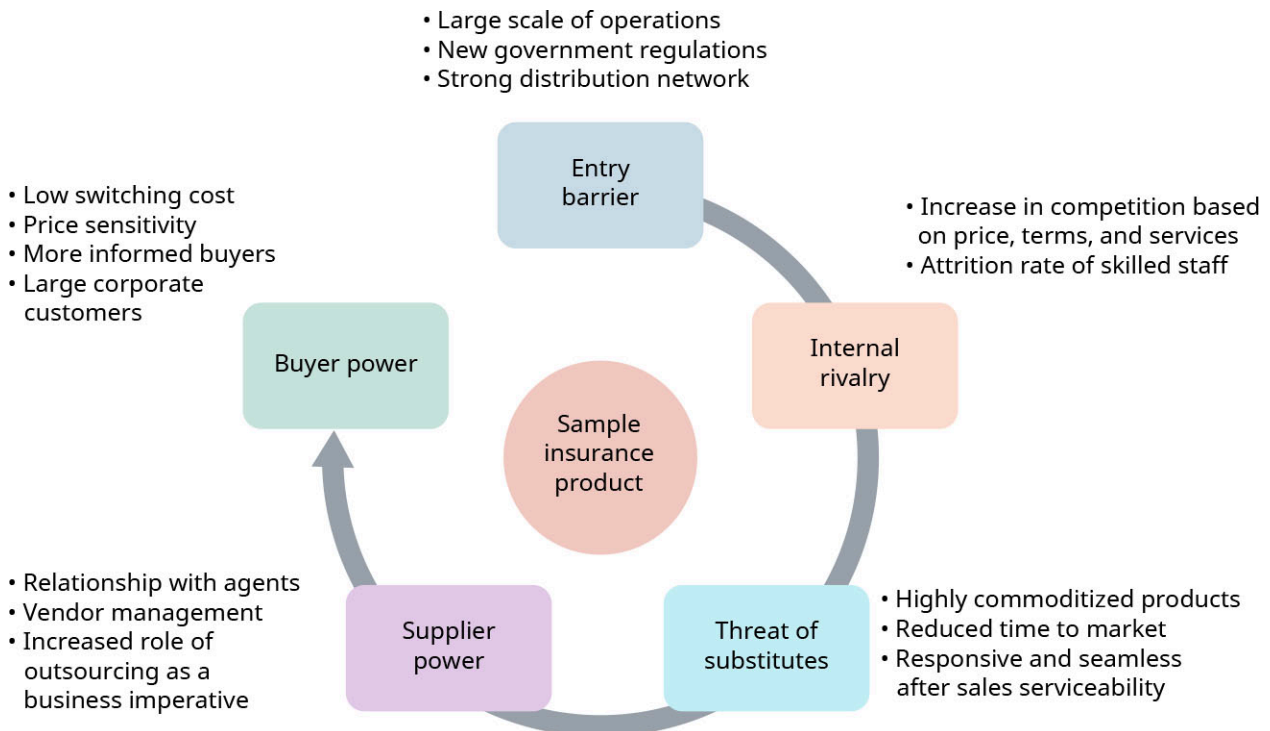 • Large scale of operations
• New government regulations
• Strong distribution network
Entry
barrier
• Increase in competition based
on price, terms, and services
• Attrition rate of skilled staff
Internal
rivalry
• Highly commoditized products
• Reduced time to market
• Responsive and seamless
after sales serviceability
Threat of
substitutes
• Relationship with agents
• Vendor management
• Increased role of
outsourcing as a
business imperative
Supplier
power
• Low switching cost
• Price sensitivity
• More informed buyers
• Large corporate
customers
Buyer power
Sample
insurance
product